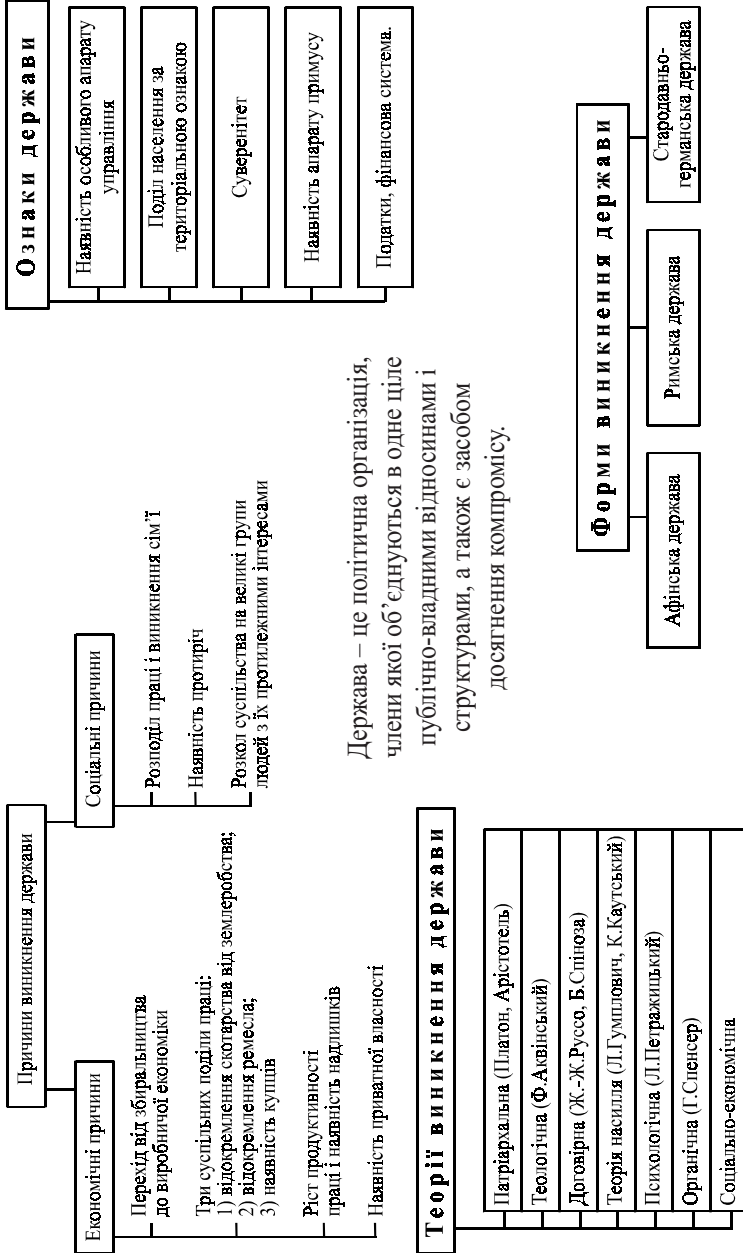 Причини виникнення держави
Економічні причини
Перехід від збиральництва
до виробничої економіки
Три суспільних поділи праці:
1) відокремлення скотарства від землеробства;
2) відокремлення ремесла;
3) наявність купців
Ріст продуктивності
праці і наявність надлишків
Наявність приватної власності
Соціальні причини
Розподіл праці і виникнення сім’ї
Наявність протиріч
Розкол суспільства на великі групи
людей з їх протилежними інтересами
Ознаки держави
Наявність особливого апарату
управління
Поділ населення за
територіальною ознакою
Суверенітет
Наявність апарату примусу
Податки, фінансова система.
Держава – це політична організація,
члени якої об’єднуються в одне ціле
публічно-владними відносинами і
структурами, а також є засобом
досягнення компромісу.
Теорії виникнення держави
Патріархальна (Платон, Арістотель)
Теологічна (Ф.Аквінський)
Договірна (Ж.-Ж.Руссо, Б.Спіноза)
Теорія насилля (Л.Гумплович, К.Каутський)
Психологічна (Л.Петражицький)
Органічна (Г.Спенсер)
Соціально-економічна
Форми виникнення держави
Афінська держава
Римська держава
Стародавньо-
германська держава